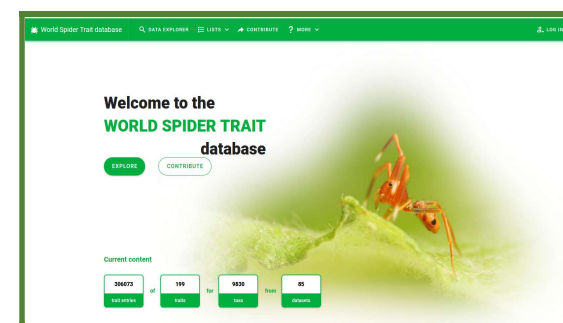 World Spider Trait database DATA EXPLORER LISTS CONTRIBUTE ? MORE LOG IN
Welcome to the
WORLD SPIDER TRAIT
database
EXPLORE CONTRIBUTE
Current content
306073 of 199 for 9830 from 85
trait entries traits taxa datasets